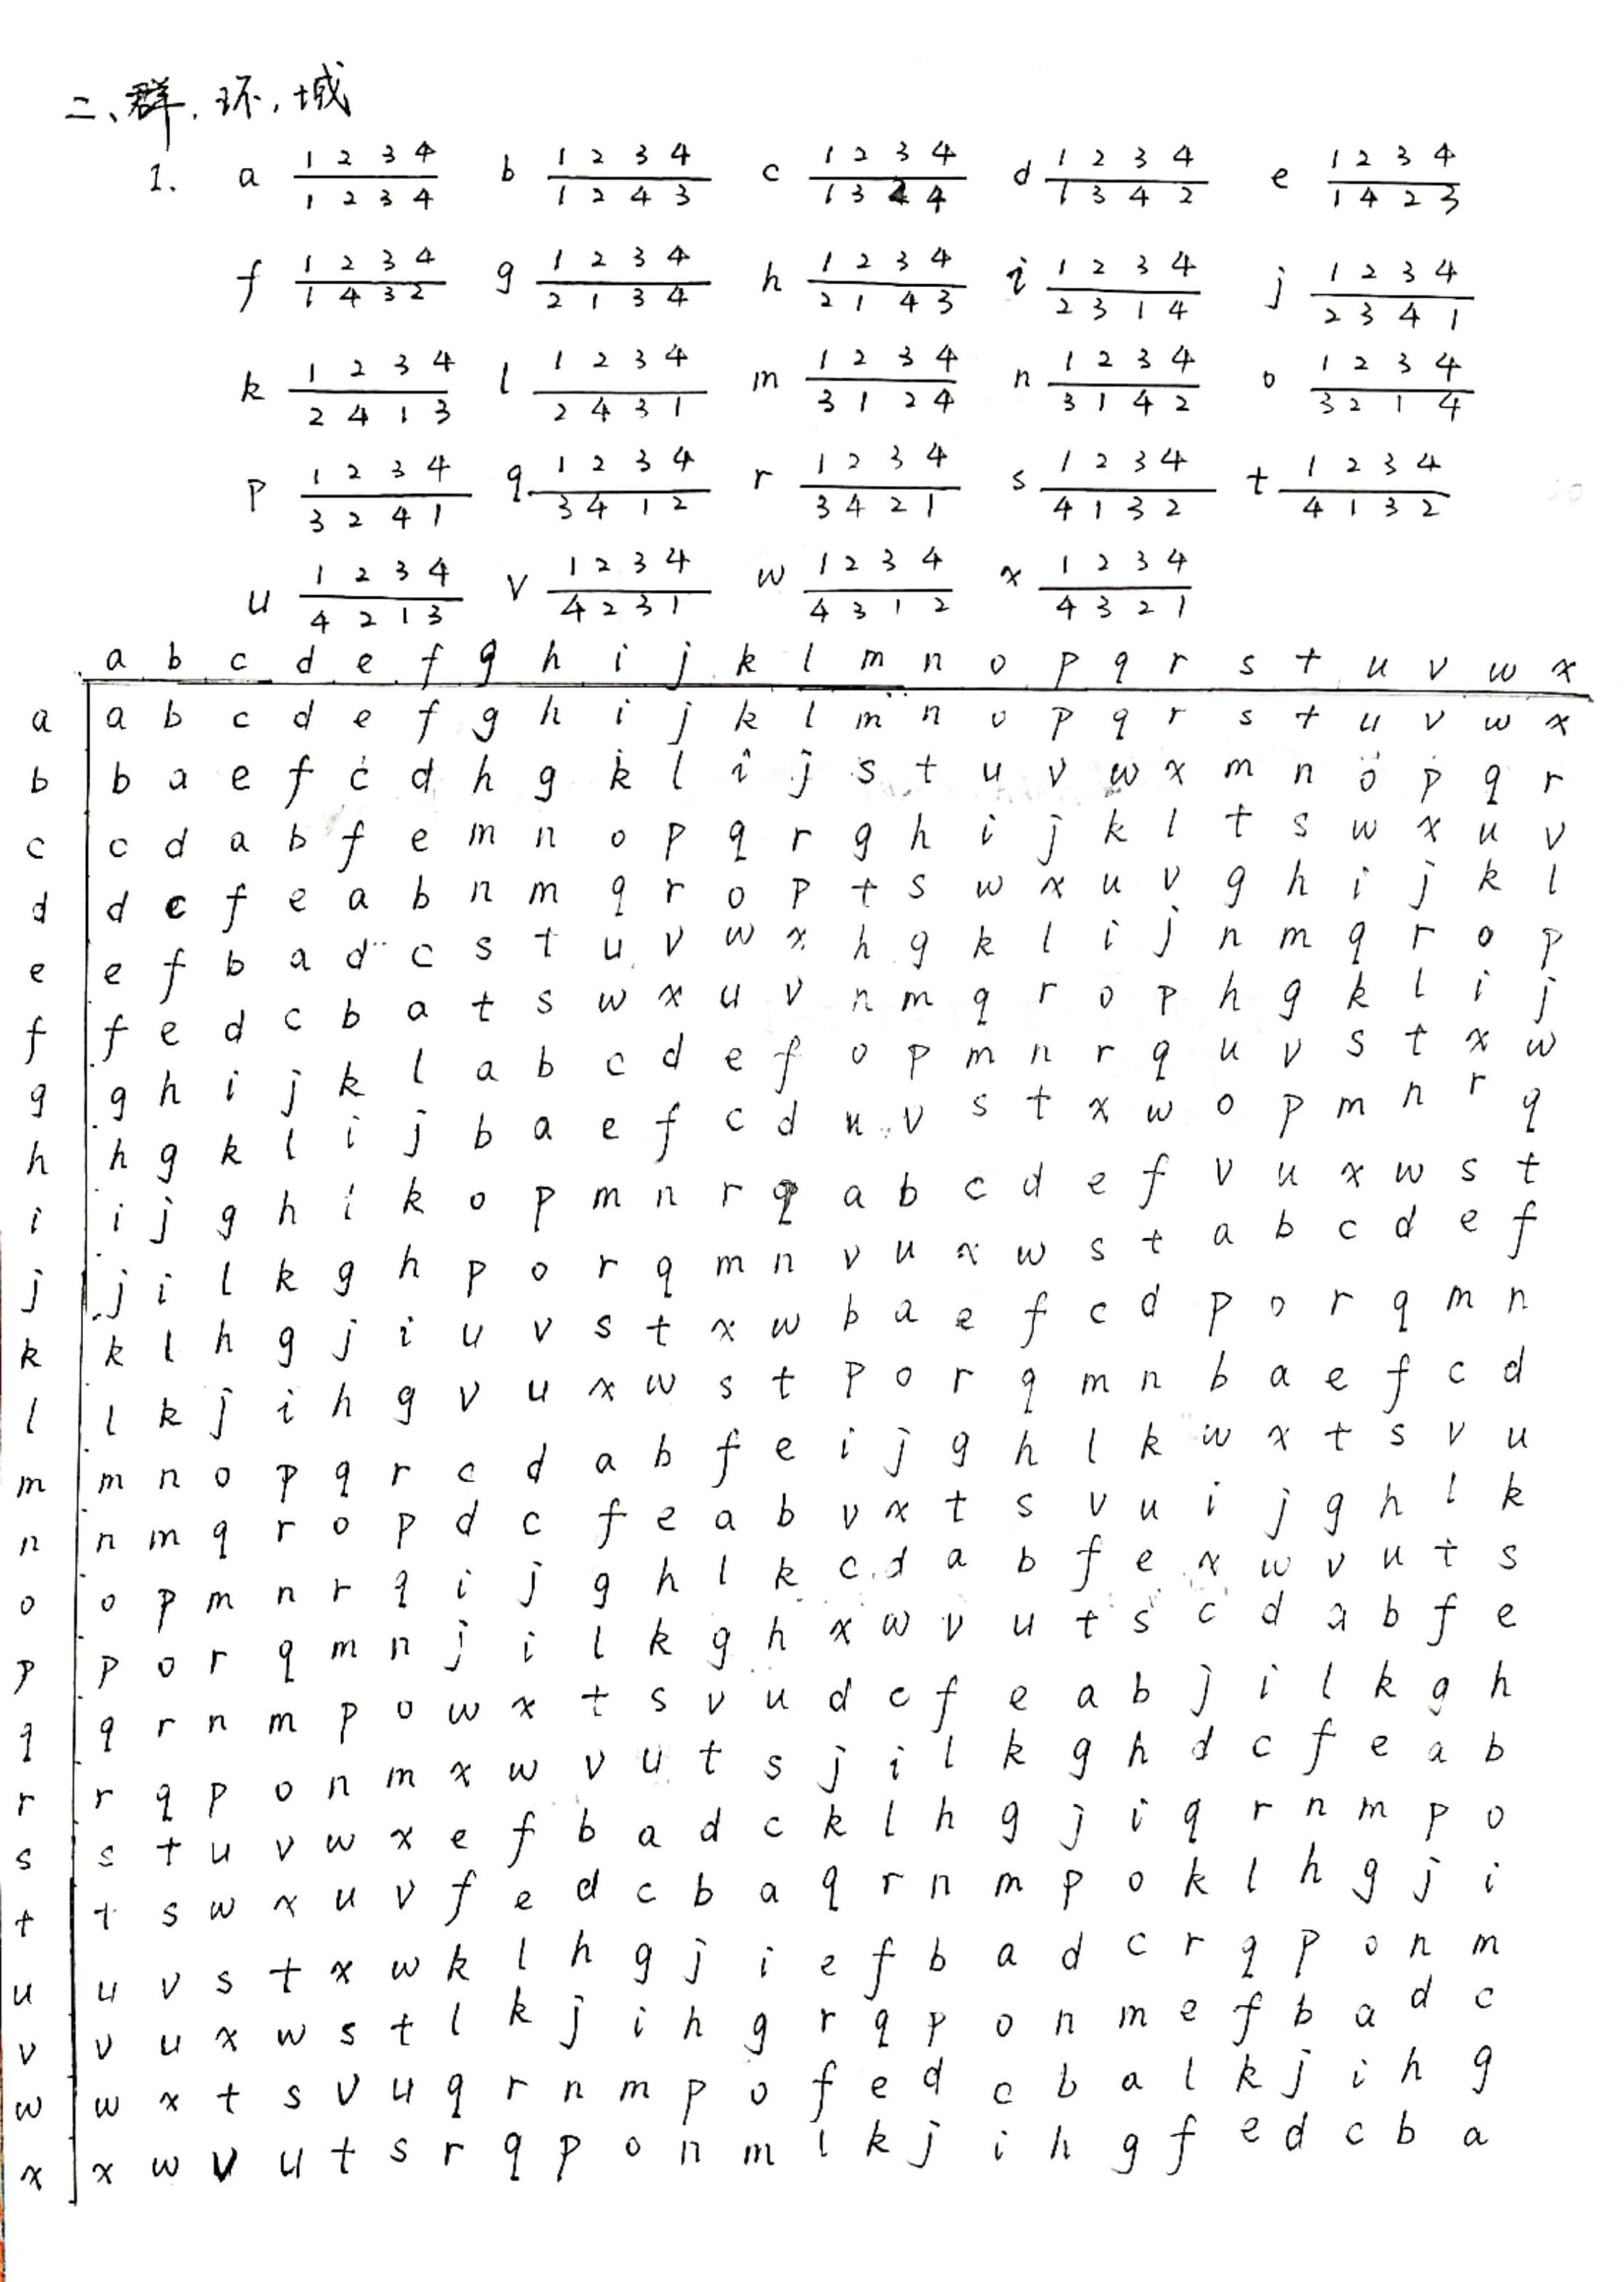 二、群、环、域
1. a 1 2 3 4 b 1 2 3 4 c 1 2 3 4 d 1 2 3 4 e 1 2 3 4
1 2 3 4 1 2 4 3 1 3 2 4 1 3 4 2 1 4 2 3
f 1 2 3 4 g 1 2 3 4 h 1 2 3 4 i 1 2 3 4 j 1 2 3 4
1 4 3 2 2 1 3 4 2 1 4 3 2 3 1 4 2 3 4 1
k 1 2 3 4 l 1 2 3 4 m 1 2 3 4 n 1 2 3 4 o 1 2 3 4
2 4 1 3 2 4 3 1 3 1 2 4 3 1 4 2 3 2 1 4
p 1 2 3 4 q 1 2 3 4 r 1 2 3 4 s 1 2 3 4 t 1 2 3 4
3 2 4 1 3 4 1 2 3 4 2 1 4 1 3 2 4 1 3 2
u 1 2 3 4 v 1 2 3 4 w 1 2 3 4 x 1 2 3 4
4 2 1 3 4 2 3 1 4 3 1 2 4 3 2 1
a b c d e f g h i j k l m n o p q r s t u v w x
a a b c d e f g h i j k l m n o p q r s t u v w x
b b a e f c d h g k l i j s t u v w x m n o p q r
c c d a b f e m n o p q r g h i j k l t s w x u v
d d c f e a b n m q r o p t s w x u v g h i j k l
e e f b a d c s t u v w x h g k l i j n m q r o p
f f e d c b a t s w x u v n m q r o p h g k l i j
g g h i j k l a b c d e f o p m n r q u v s t x w
h h g k l i j b a e f c d u v s t x w o p m n r q
i i j g h l k o p m n r q a b c d e f v u x w s t
j j i l k g h p o r q m n v u x w s t a b c d e f
k k l h g j i u v s t x w b a e f c d p o r q m n
l l k j i h g v u x w s t p o r q m n b a e f c d
m m n o p q r c d a b f e i j g h l k w x t s v u
n n m q r o p d c f e a b v x t s v u i j g h l k
o o p m n r q i j g h l k c d a b f e x w v u t s
p p o r q m n j i l k g h x w v u t s c d a b f e
q q r n m p o w x t s v u d c f e a b j i l k g h
r r q p o n m x w v u t s j i l k g h d c f e a b
s s t u v w x e f b a d c k l h g j i q r n m p o
t t s w x u v f e d c b a q r n m p o k l h g j i
u u v s t x w k l h g j i e f b a d c r q p o n m
v v u x w s t l k j i h g r q p o n m e f b a d c
w w x t s v u q r n m p o f e d c b a l k j i h g
x x w v u t s r q p o n m l k j i h g f e d c b a